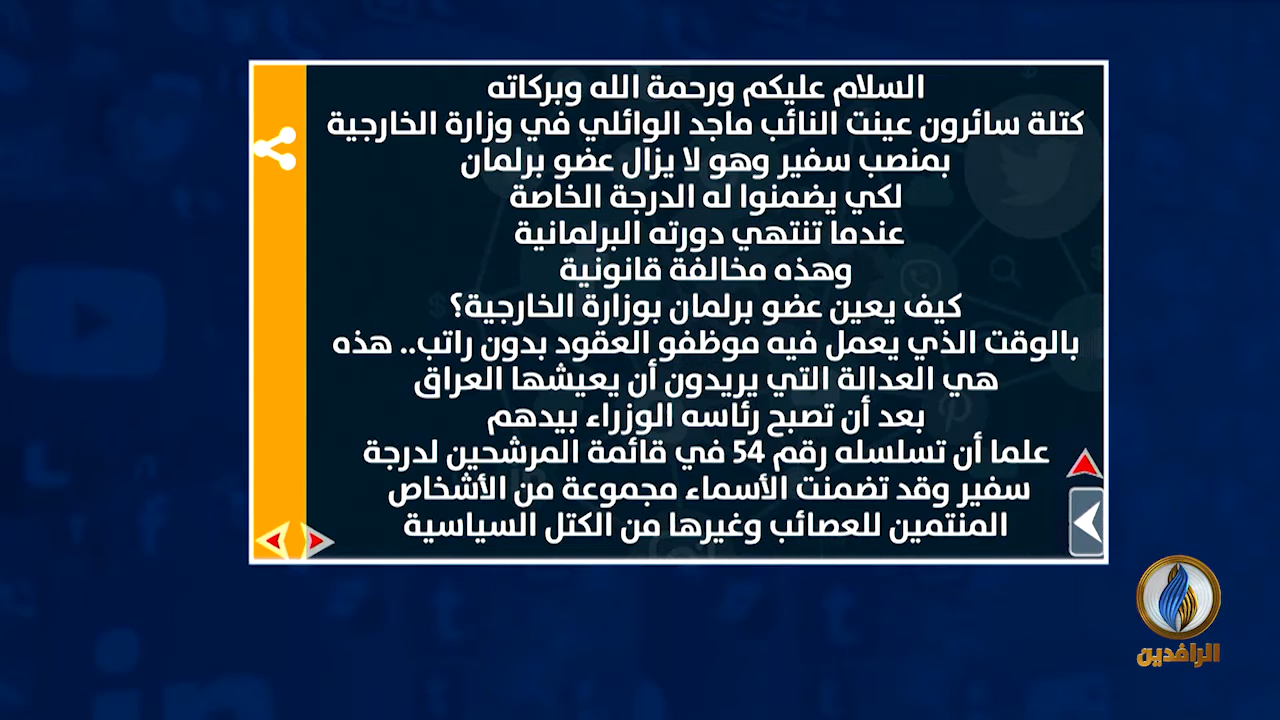 السلام عليكم ورحمة الله وبركاته
كتلة سائرون عينت النائب ماجد الوائلي في وزارة الخارجية
بمنصب سفير وهو لا يزال عضو برلمان
لكي يضمنوا له الدرجة الخاصة
عندما تنتهي دورته البرلمانية
وهذه مخالفة قانونية
كيف يعين عضو برلمان بوزارة الخارجية؟
بالوقت الذي يعمل فيه موظفو العقود بدون راتب.. هذه
هي العدالة التي يريدون أن يعيشها العراق
بعد أن تصبح رئاسه الوزراء بيدهم
علما أن تسلسله رقم 54 في قائمة المرشحين لدرجة
سفير وقد تضمنت الأسماء مجموعة من الأشخاص
المنتمين للعصائب وغيرها من الكتل السياسية
الرافدين